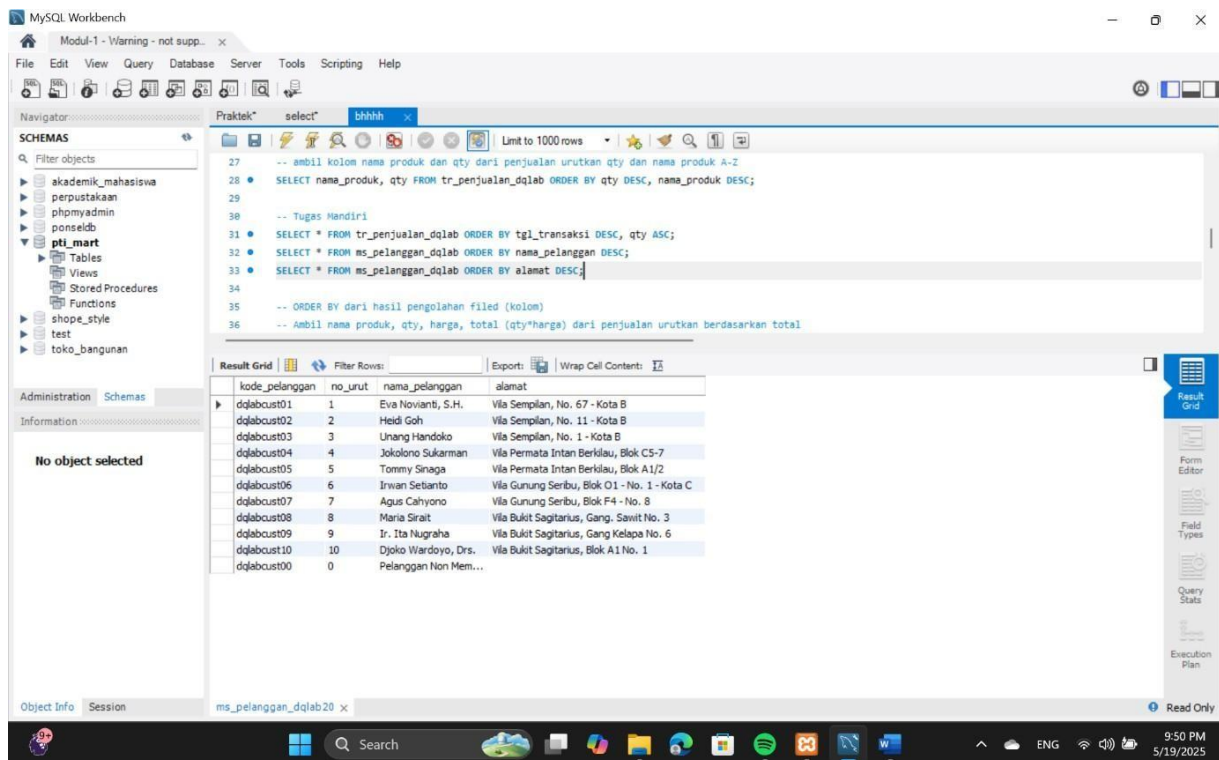 MySQL Workbench
Modul-1 - Warning - not supp...
File Edit View Query Database Server Tools Scripting Help
Navigator
SCHEMAS
Filter objects
akademik_mahasiswa
perpustakaan
phpmyadmin
ponseldb
pti_mart
Tables
Views
Stored Procedures
Functions
shope_style
test
toko_bangunan
Administration Schemas
Information
No object selected
Object Info Session
Praktek* select* bhhhh
Limit to 1000 rows
27 -- ambil kolom nama produk dan qty dari penjualan urutkan qty dan nama produk A-Z
28 SELECT nama_produk, qty FROM tr_penjualan_dqlab ORDER BY qty DESC, nama_produk DESC;
29
30 -- Tugas Mandiri
31 SELECT * FROM tr_penjualan_dqlab ORDER BY tgl_transaksi DESC, qty ASC;
32 SELECT * FROM ms_pelanggan_dqlab ORDER BY nama_pelanggan DESC;
33 SELECT * FROM ms_pelanggan_dqlab ORDER BY alamat DESC;
34
35 -- ORDER BY dari hasil pengolahan filed (kolom)
36 -- Ambil nama produk, qty, harga, total (qty*harga) dari penjualan urutkan berdasarkan total
Result Grid Filter Rows: Export: Wrap Cell Content:
kode_pelanggan no_urut nama_pelanggan alamat
dqlabcust01 1 Eva Novianti, S.H. Vila Sempilan, No. 67 - Kota B
dqlabcust02 2 Heidi Goh Vila Sempilan, No. 11 - Kota B
dqlabcust03 3 Unang Handoko Vila Sempilan, No. 1 - Kota B
dqlabcust04 4 Jokolono Sukarman Vila Permata Intan Berkilau, Blok C5-7
dqlabcust05 5 Tommy Sinaga Vila Permata Intan Berkilau, Blok A1/2
dqlabcust06 6 Irwan Setianto Vila Gunung Seribu, Blok O1 - No. 1 - Kota C
dqlabcust07 7 Agus Cahyono Vila Gunung Seribu, Blok F4 - No. 8
dqlabcust08 8 Maria Sirait Vila Bukit Sagitarius, Gang. Sawit No. 3
dqlabcust09 9 Ir. Ita Nugraha Vila Bukit Sagitarius, Gang Kelapa No. 6
dqlabcust10 10 Djoko Wardoyo, Drs. Vila Bukit Sagitarius, Blok A1 No. 1
dqlabcust00 0 Pelanggan Non Mem...
Result
Grid
Form
Editor
Field
Types
Query
Stats
Execution
Plan
ms_pelanggan_dqlab20
Read Only
9+
Search
ENG
9:50 PM
5/19/2025